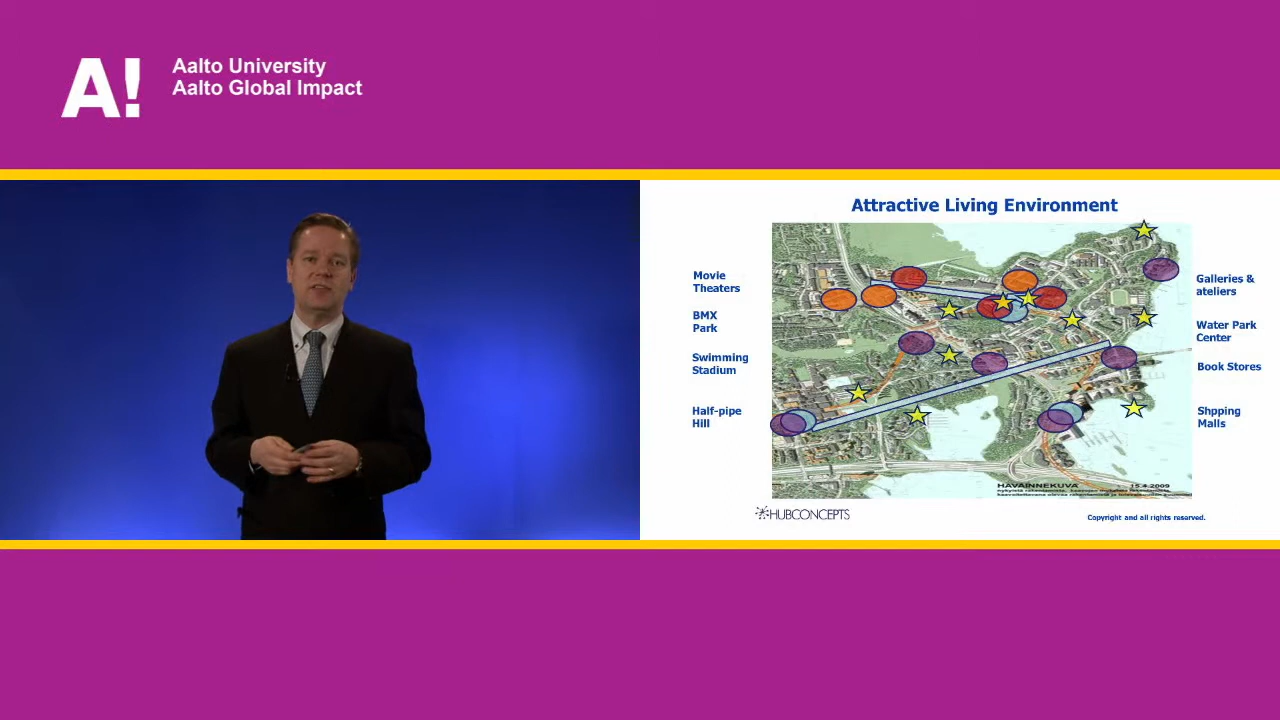 A!
Aalto University
Aalto Global Impact
Attractive Living Environment
Movie
Theaters
BMX
Park
Swimming
Stadium
Half-pipe
Hill
Galleries &
ateliers
Water Park
Center
Book Stores
Shpping
Malls
HAVAINNEKUVA 15.4.2009
HUBCONCEPTS
Copyright and all rights reserved.